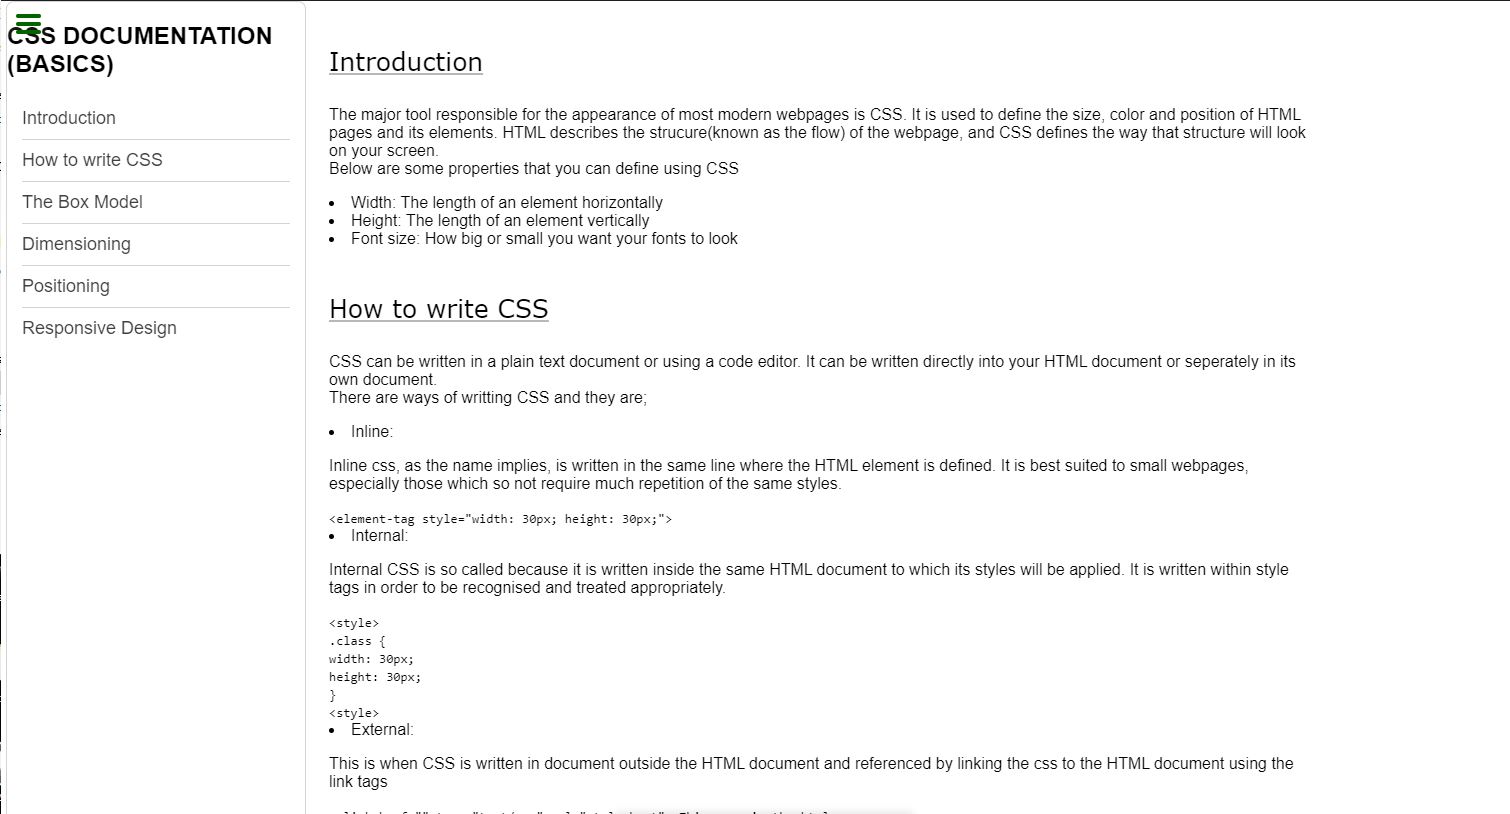 CSS DOCUMENTATION
(BASICS)
Introduction
How to write CSS
The Box Model
Dimensioning
Positioning
Responsive Design
Introduction
The major tool responsible for the appearance of most modern webpages is CSS. It is used to define the size, color and position of HTML
pages and its elements. HTML describes the strucure(known as the flow) of the webpage, and CSS defines the way that structure will look
on your screen.
Below are some properties that you can define using CSS
• Width: The length of an element horizontally
• Height: The length of an element vertically
• Font size: How big or small you want your fonts to look
How to write CSS
CSS can be written in a plain text document or using a code editor. It can be written directly into your HTML document or seperately in its
own document.
There are ways of writting CSS and they are;
• Inline:
Inline css, as the name implies, is written in the same line where the HTML element is defined. It is best suited to small webpages,
especially those which so not require much repetition of the same styles.
<element-tag style="width: 30px; height: 30px;">
• Internal:
Internal CSS is so called because it is written inside the same HTML document to which its styles will be applied. It is written within style
tags in order to be recognised and treated appropriately.
<style>
.class {
width: 30px;
height: 30px;
}
<style>
• External:
This is when CSS is written in document outside the HTML document and referenced by linking the css to the HTML document using the
link tags